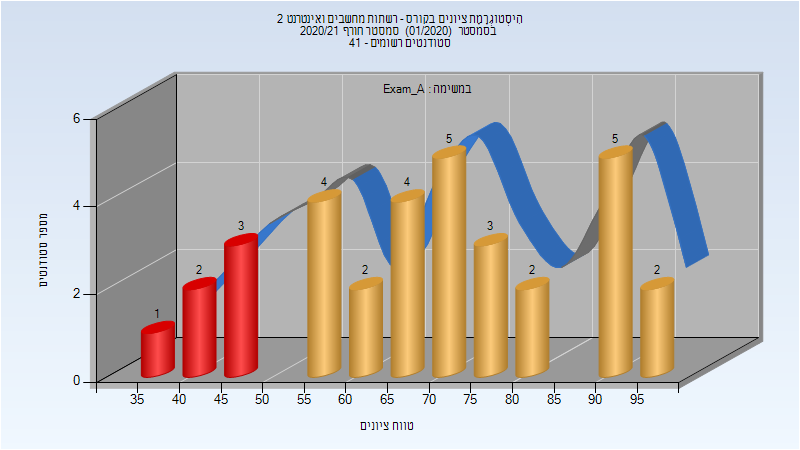 הִיסְטוֹגְרָמַת ציונים בקורס - רשתות מחשבים ואינטרנט 2
בסמסטר (01/2020) סמסטר חורף 2020/21
סטודנטים רשומים - 41
במשימה : Exam_A
מספר סטודנטים
6
4
2
0
1
2
3
4
2
4
5
3
2
5
2
35 40 45 50 55 60 65 70 75 80 85 90 95
טווח ציונים